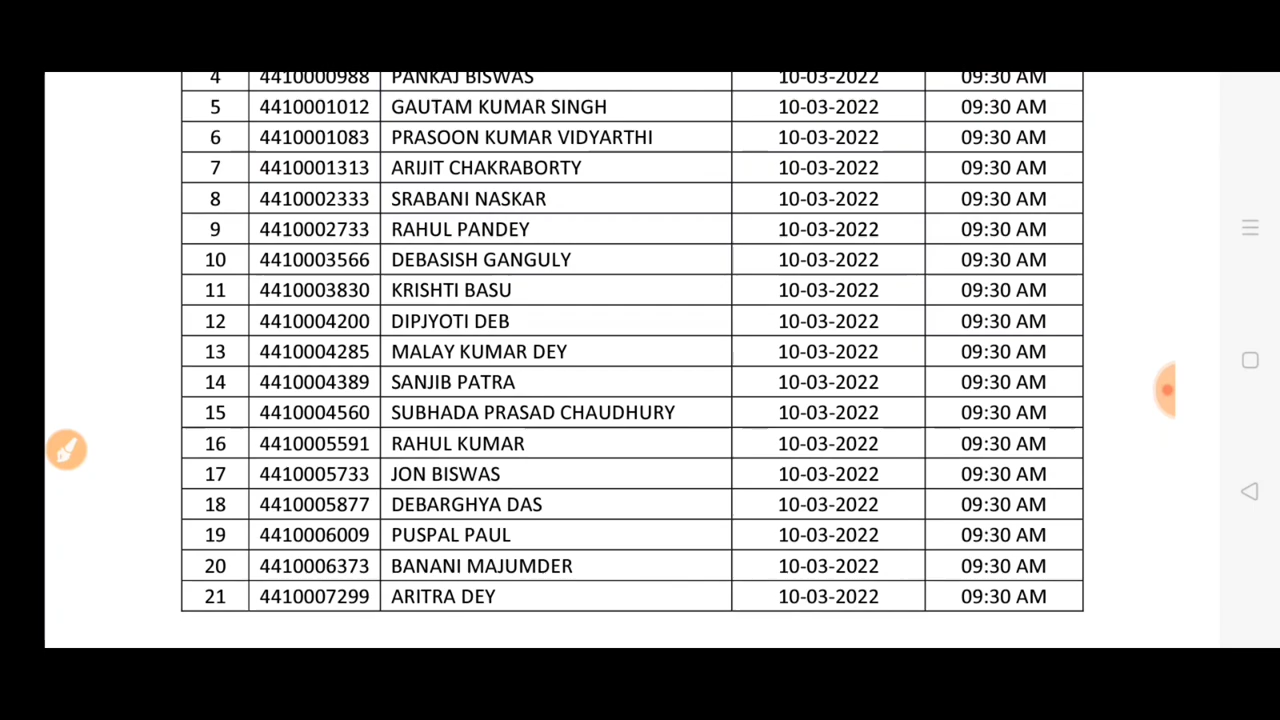 4 4410000988 PANKAJ BISWAS 10-03-2022 09:30 AM
5 4410001012 GAUTAM KUMAR SINGH 10-03-2022 09:30 AM
6 4410001083 PRASOON KUMAR VIDYARTHI 10-03-2022 09:30 AM
7 4410001313 ARIJIT CHAKRABORTY 10-03-2022 09:30 AM
8 4410002333 SRABANI NASKAR 10-03-2022 09:30 AM
9 4410002733 RAHUL PANDEY 10-03-2022 09:30 AM
10 4410003566 DEBASISH GANGULY 10-03-2022 09:30 AM
11 4410003830 KRISHTI BASU 10-03-2022 09:30 AM
12 4410004200 DIPJYOTI DEB 10-03-2022 09:30 AM
13 4410004285 MALAY KUMAR DEY 10-03-2022 09:30 AM
14 4410004389 SANJIB PATRA 10-03-2022 09:30 AM
15 4410004560 SUBHADA PRASAD CHAUDHURY 10-03-2022 09:30 AM
16 4410005591 RAHUL KUMAR 10-03-2022 09:30 AM
17 4410005733 JON BISWAS 10-03-2022 09:30 AM
18 4410005877 DEBARGHYA DAS 10-03-2022 09:30 AM
19 4410006009 PUSPAL PAUL 10-03-2022 09:30 AM
20 4410006373 BANANI MAJUMDER 10-03-2022 09:30 AM
21 4410007299 ARITRA DEY 10-03-2022 09:30 AM